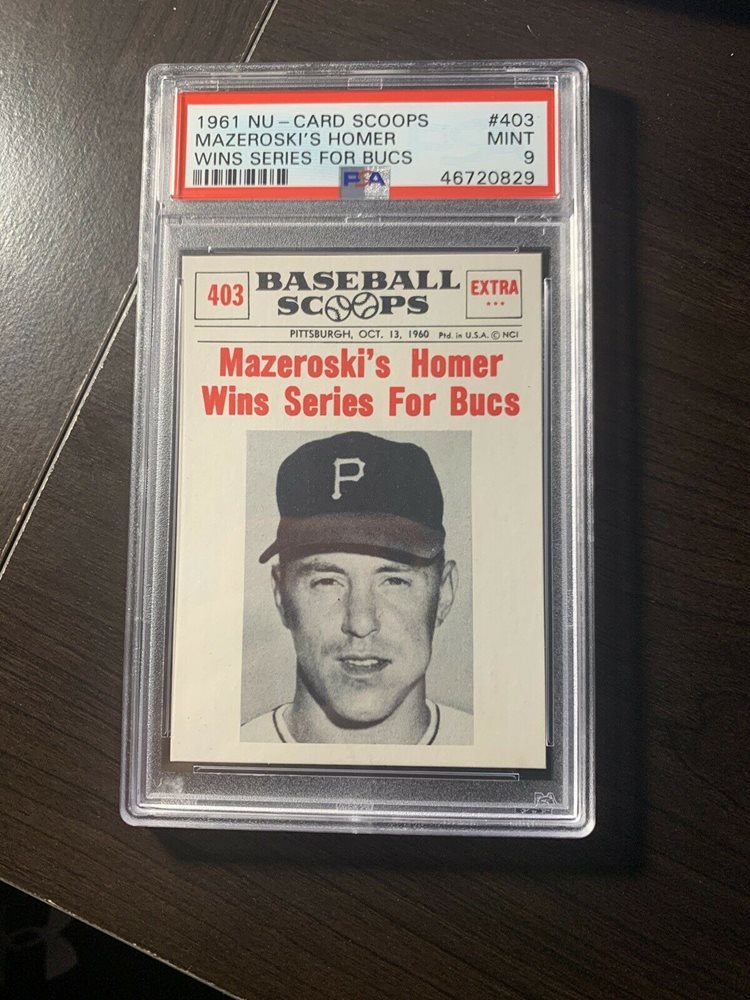 1961 NU-CARD SCOOPS #403
MAZEROSKI'S HOMER MINT
WINS SERIES FOR BUCS 9
PSA 46720829
403 BASEBALL SCOOPS EXTRA
PITTSBURGH, OCT. 13, 1960 Ptd. in U.S.A. © NCI
Mazeroski's Homer
Wins Series For Bucs
P
PSA